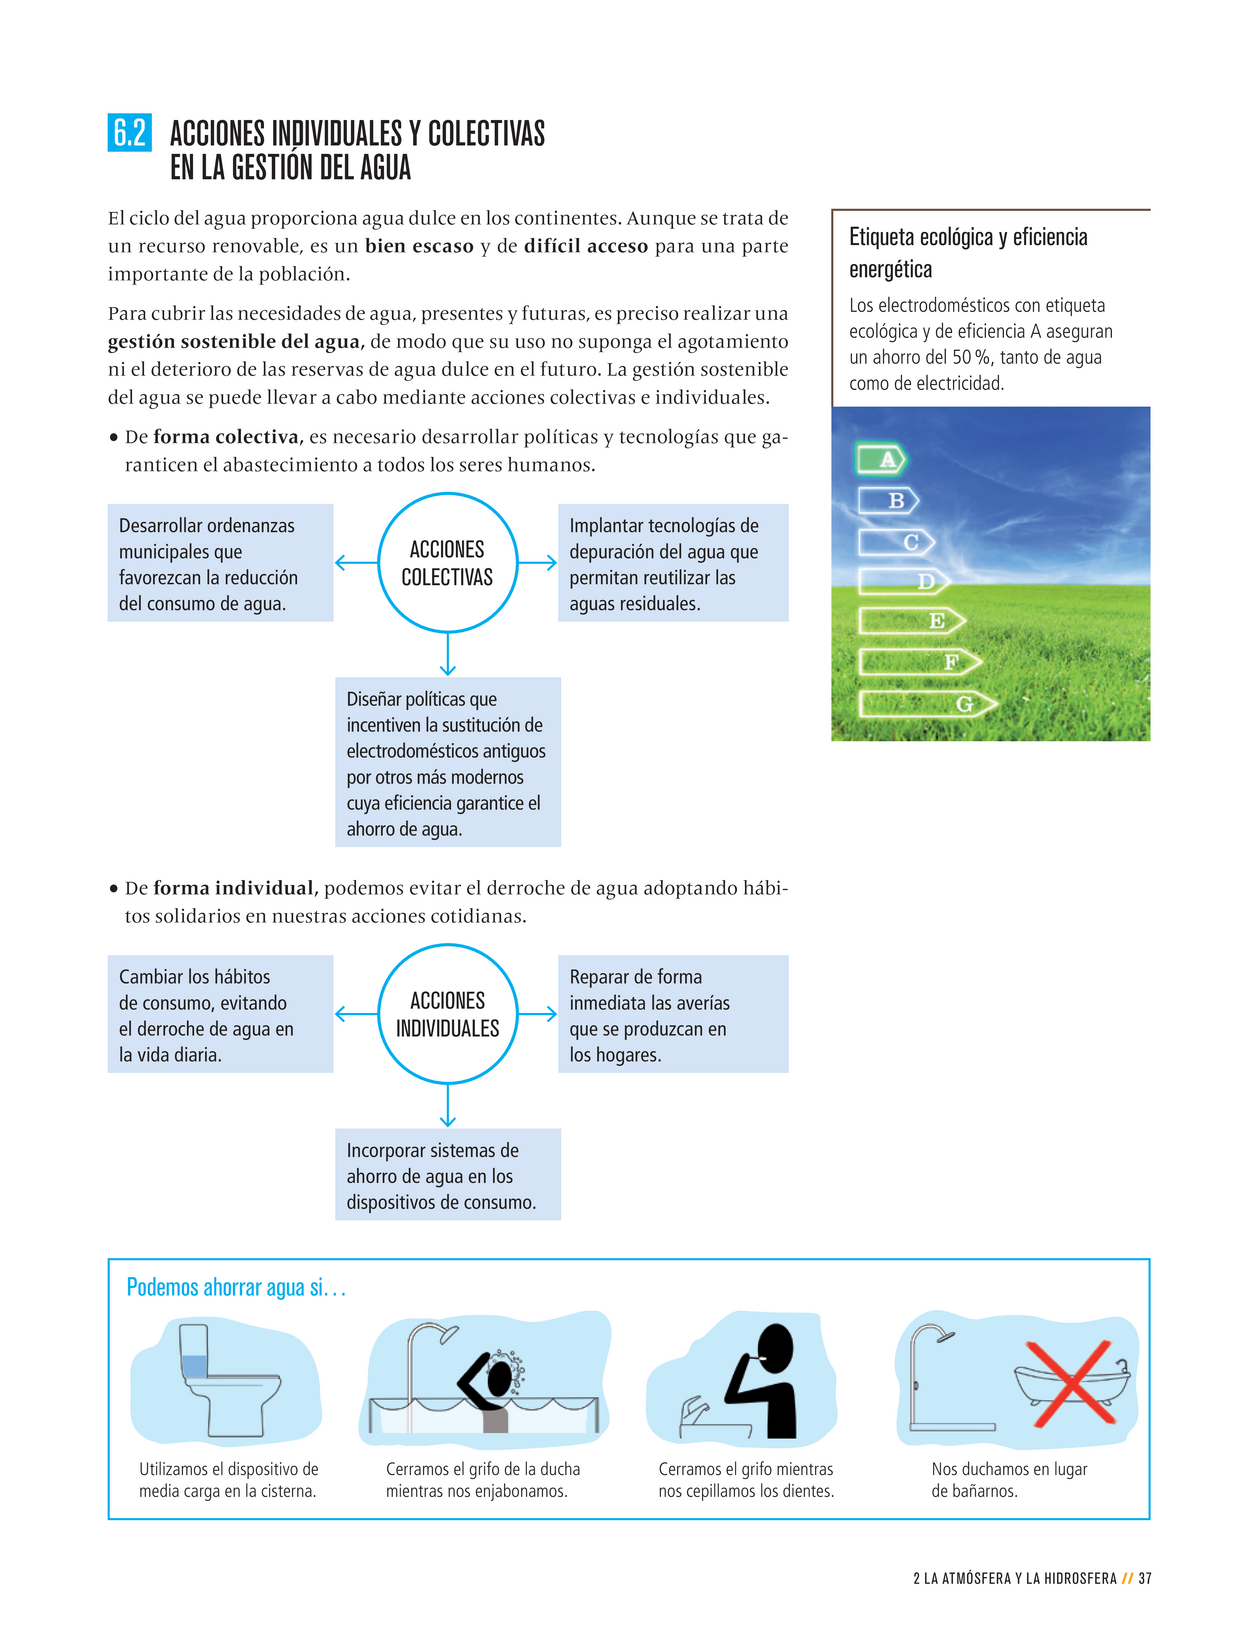 6.2 ACCIONES INDIVIDUALES Y COLECTIVAS
EN LA GESTIÓN DEL AGUA
El ciclo del agua proporciona agua dulce en los continentes. Aunque se trata de
un recurso renovable, es un bien escaso y de difícil acceso para una parte
importante de la población.
Para cubrir las necesidades de agua, presentes y futuras, es preciso realizar una
gestión sostenible del agua, de modo que su uso no suponga el agotamiento
ni el deterioro de las reservas de agua dulce en el futuro. La gestión sostenible
del agua se puede llevar a cabo mediante acciones colectivas e individuales.
• De forma colectiva, es necesario desarrollar políticas y tecnologías que ga-
ranticen el abastecimiento a todos los seres humanos.
Desarrollar ordenanzas
municipales que
favorezcan la reducción
del consumo de agua.
ACCIONES
COLECTIVAS
Implantar tecnologías de
depuración del agua que
permitan reutilizar las
aguas residuales.
Diseñar políticas que
incentiven la sustitución de
electrodomésticos antiguos
por otros más modernos
cuya eficiencia garantice el
ahorro de agua.
• De forma individual, podemos evitar el derroche de agua adoptando hábi-
tos solidarios en nuestras acciones cotidianas.
Cambiar los hábitos
de consumo, evitando
el derroche de agua en
la vida diaria.
ACCIONES
INDIVIDUALES
Reparar de forma
inmediata las averías
que se produzcan en
los hogares.
Incorporar sistemas de
ahorro de agua en los
dispositivos de consumo.
Etiqueta ecológica y eficiencia
energética
Los electrodomésticos con etiqueta
ecológica y de eficiencia A aseguran
un ahorro del 50 %, tanto de agua
como de electricidad.
A
B
C
D
E
F
G
Podemos ahorrar agua si...
Utilizamos el dispositivo de
media carga en la cisterna.
Cerramos el grifo de la ducha
mientras nos enjabonamos.
Cerramos el grifo mientras
nos cepillamos los dientes.
Nos duchamos en lugar
de bañarnos.
2 LA ATMÓSFERA Y LA HIDROSFERA // 37